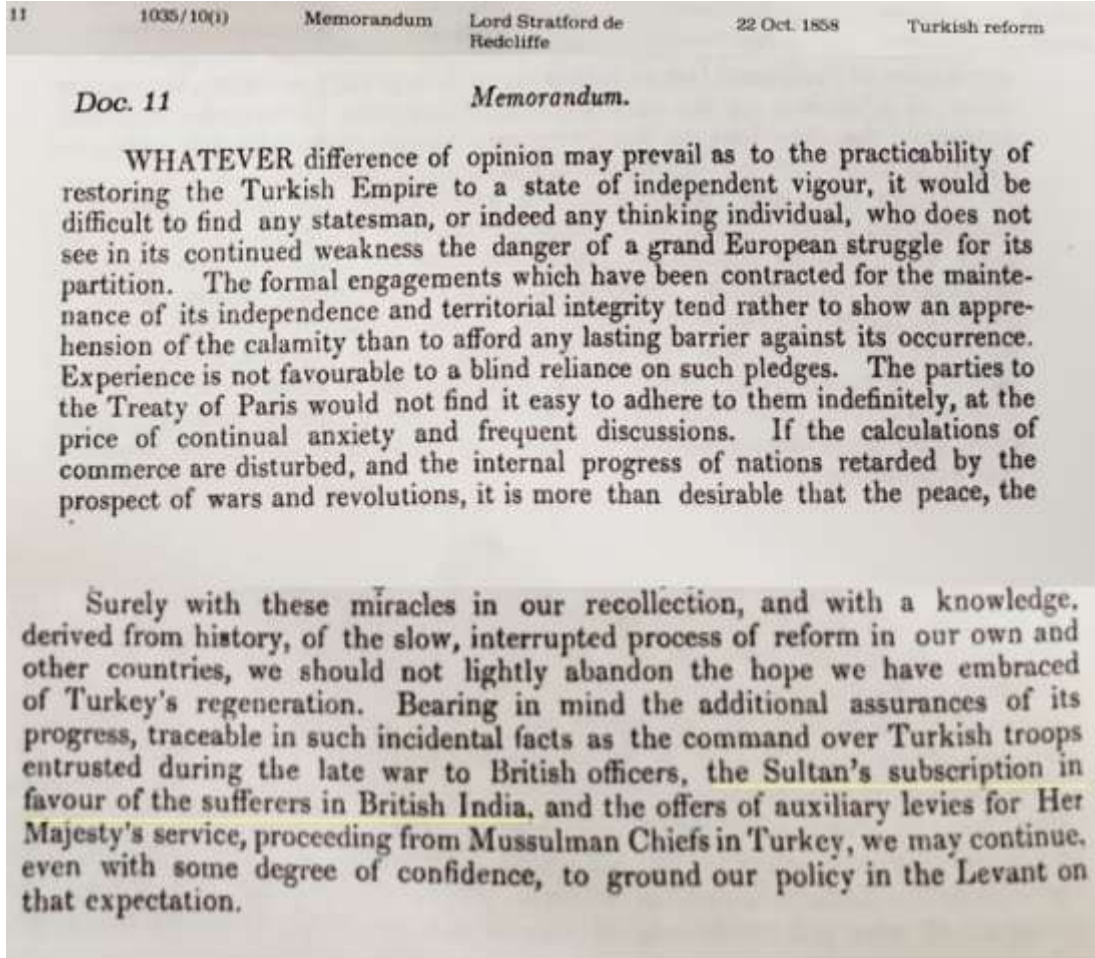 11 1035/10(1) Memorandum Lord Stratford de 22 Oct. 1858 Turkish reform
Redcliffe
Doc. 11 Memorandum.
WHATEVER difference of opinion may prevail as to the practicability of
restoring the Turkish Empire to a state of independent vigour, it would be
difficult to find any statesman, or indeed any thinking individual, who does not
see in its continued weakness the danger of a grand European struggle for its
partition. The formal engagements which have been contracted for the mainte-
nance of its independence and territorial integrity tend rather to show an appre-
hension of the calamity than to afford any lasting barrier against its occurrence.
Experience is not favourable to a blind reliance on such pledges. The parties to
the Treaty of Paris would not find it easy to adhere to them indefinitely, at the
price of continual anxiety and frequent discussions. If the calculations of
commerce are disturbed, and the internal progress of nations retarded by the
prospect of wars and revolutions, it is more than desirable that the peace, the
Surely with these miracles in our recollection, and with a knowledge,
derived from history, of the slow, interrupted process of reform in our own and
other countries, we should not lightly abandon the hope we have embraced
of Turkey's regeneration. Bearing in mind the additional assurances of its
progress, traceable in such incidental facts as the command over Turkish troops
entrusted during the late war to British officers, the Sultan's subscription in
favour of the sufferers in British India, and the offers of auxiliary levies for Her
Majesty's service, proceeding from Mussulman Chiefs in Turkey, we may continue,
even with some degree of confidence, to ground our policy in the Levant on
that expectation.